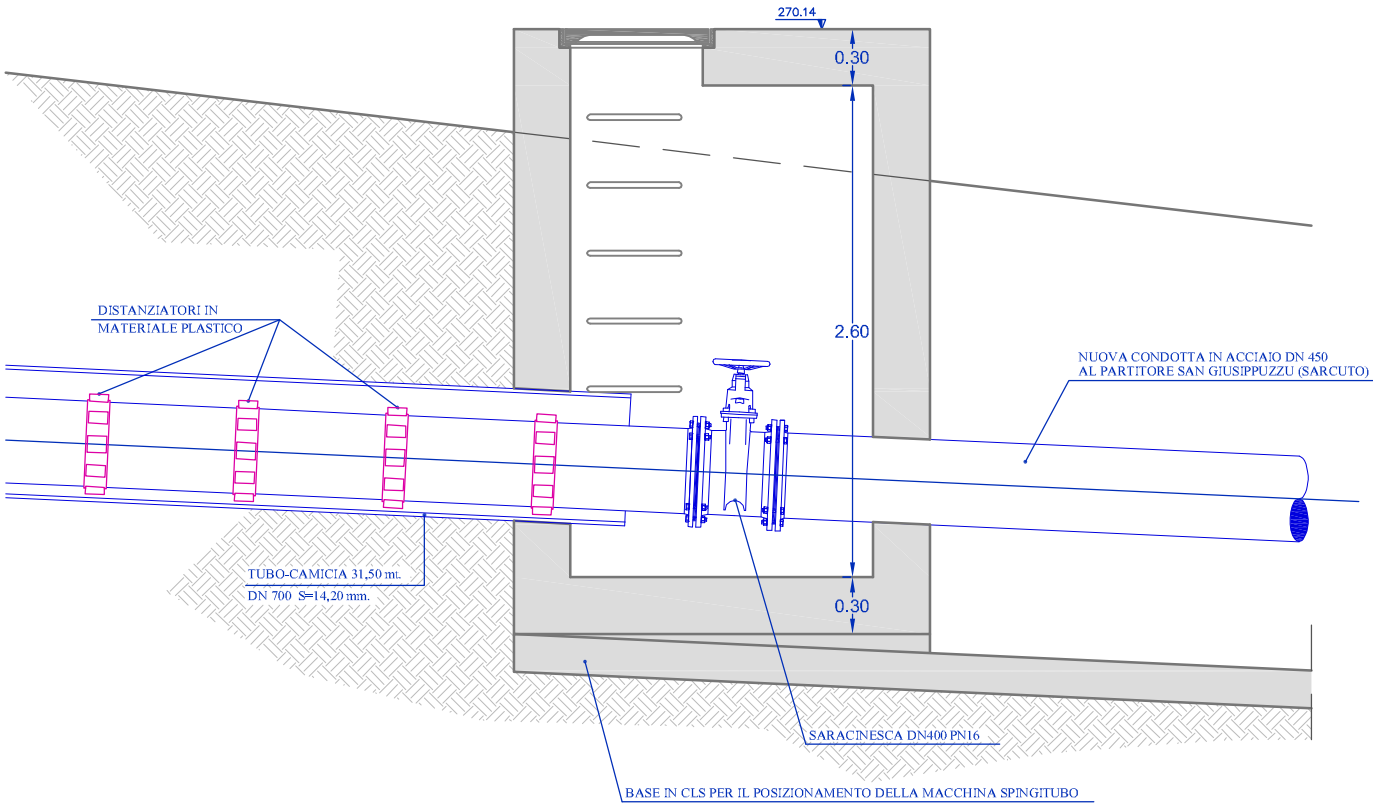 270.14
0.30
DISTANZIATORI IN
MATERIALE PLASTICO
2.60
NUOVA CONDOTTA IN ACCIAIO DN 450
AL PARTITORE SAN GIUSIPPUZZU (SARCUTO)
TUBO-CAMICIA 31,50 mt.
DN 700 S=14,20 mm.
0.30
SARACINESCA DN400 PN16
BASE IN CLS PER IL POSIZIONAMENTO DELLA MACCHINA SPINGITUBO